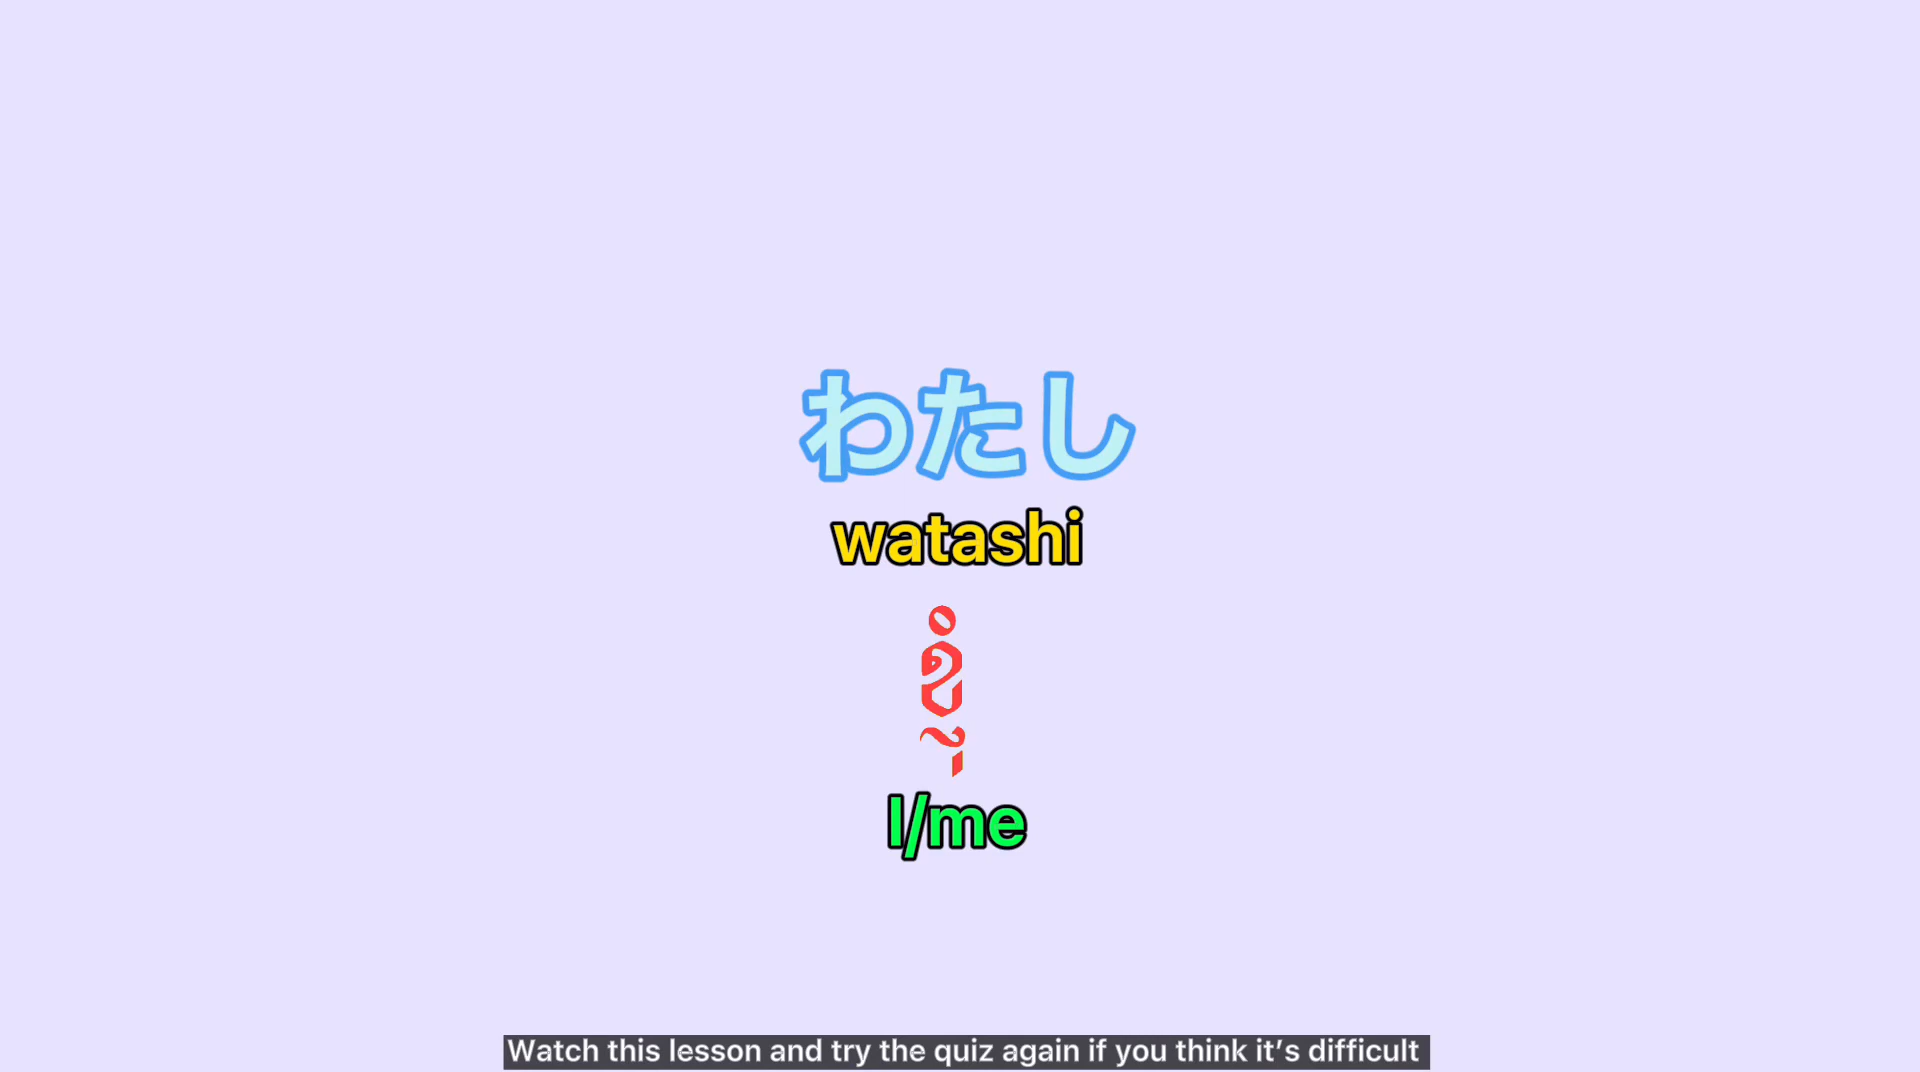 わたし
watashi
I/me
Watch this lesson and try the quiz again if you think it's difficult